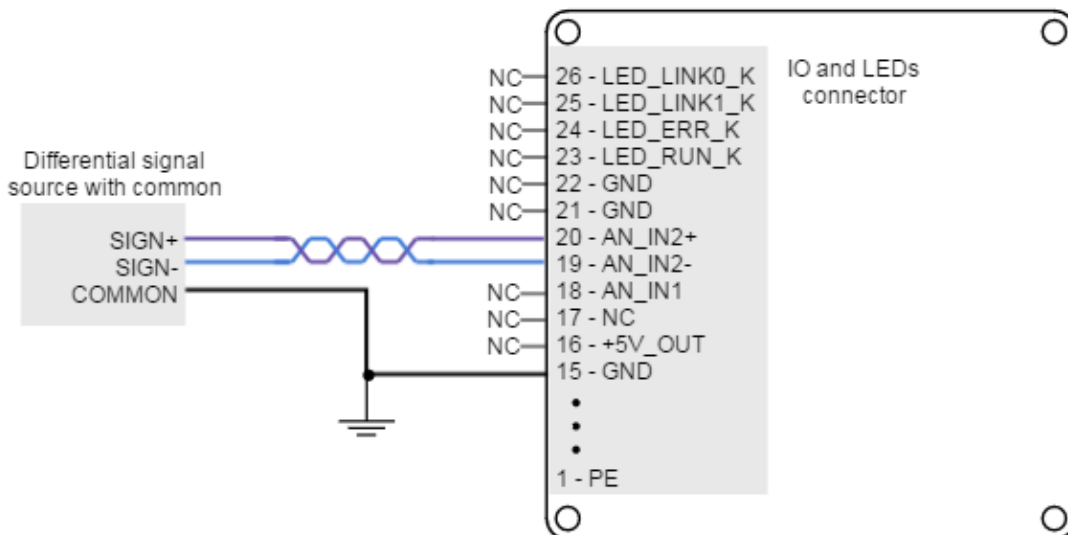 IO and LEDs
connector
NC 26 - LED_LINK0_K
NC 25 - LED_LINK1_K
NC 24 - LED_ERR_K
NC 23 - LED_RUN_K
NC 22 - GND
NC 21 - GND
Differential signal
source with common
SIGN+
SIGN-
COMMON
20 - AN_IN2+
19 - AN_IN2-
NC 18 - AN_IN1
NC 17 - NC
NC 16 - +5V_OUT
15 - GND
1 - PE